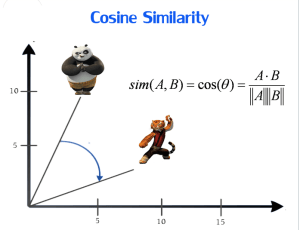 Cosine Similarity
sim(A, B) = cos(θ) = A · B / ‖A‖‖B‖
10
5
5
10
15